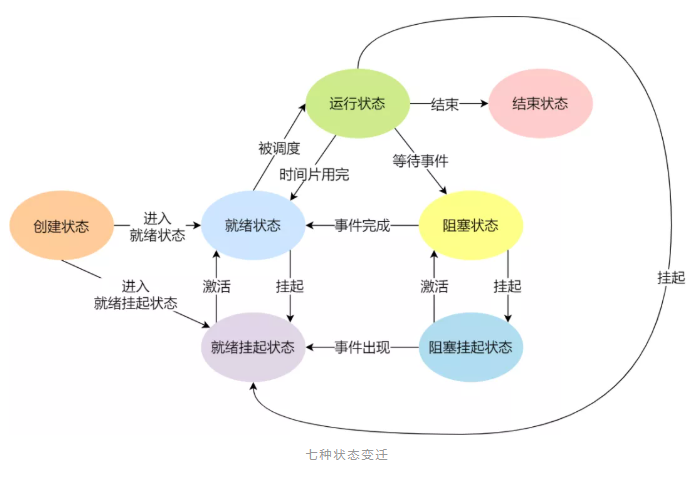 运行状态
结束
结束状态
被调度
时间片用完
等待事件
创建状态
进入
就绪状态
就绪状态
事件完成
阻塞状态
进入
就绪挂起状态
激活
挂起
激活
挂起
挂起
就绪挂起状态
事件出现
阻塞挂起状态
七种状态变迁